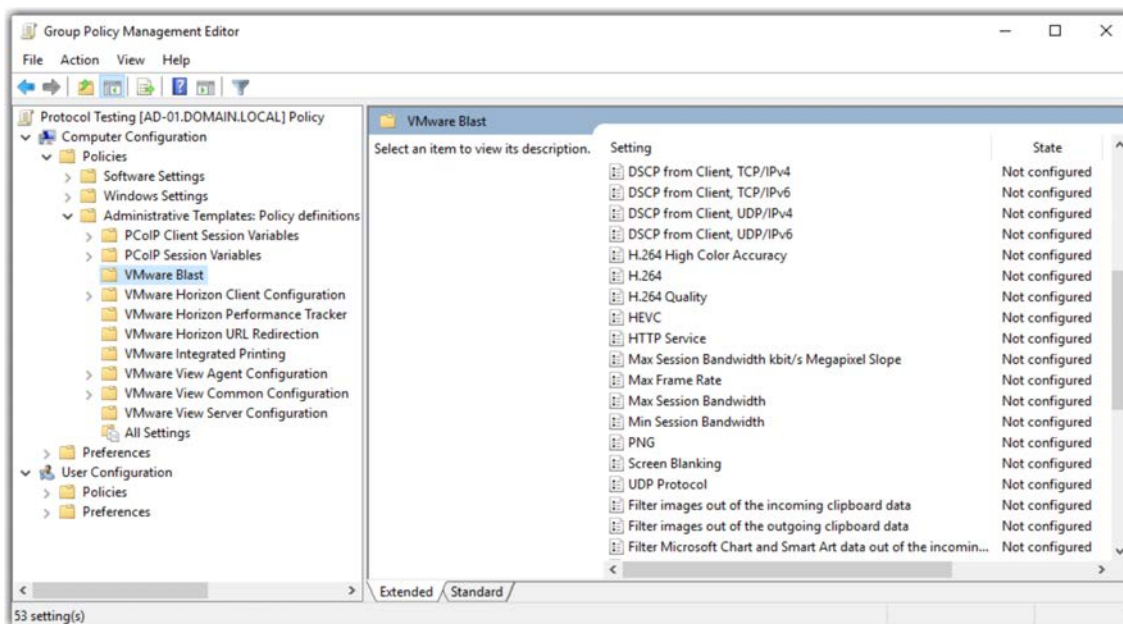 Group Policy Management Editor
File Action View Help
Protocol Testing [AD-01.DOMAIN.LOCAL] Policy
Computer Configuration
Policies
Software Settings
Windows Settings
Administrative Templates: Policy definitions
PCoIP Client Session Variables
PCoIP Session Variables
VMware Blast
VMware Horizon Client Configuration
VMware Horizon Performance Tracker
VMware Horizon URL Redirection
VMware Integrated Printing
VMware View Agent Configuration
VMware View Common Configuration
VMware View Server Configuration
All Settings
Preferences
User Configuration
Policies
Preferences
VMware Blast
Select an item to view its description.
Setting State
DSCP from Client, TCP/IPv4 Not configured
DSCP from Client, TCP/IPv6 Not configured
DSCP from Client, UDP/IPv4 Not configured
DSCP from Client, UDP/IPv6 Not configured
H.264 High Color Accuracy Not configured
H.264 Not configured
H.264 Quality Not configured
HEVC Not configured
HTTP Service Not configured
Max Session Bandwidth kbit/s Megapixel Slope Not configured
Max Frame Rate Not configured
Max Session Bandwidth Not configured
Min Session Bandwidth Not configured
PNG Not configured
Screen Blanking Not configured
UDP Protocol Not configured
Filter images out of the incoming clipboard data Not configured
Filter images out of the outgoing clipboard data Not configured
Filter Microsoft Chart and Smart Art data out of the incomin... Not configured
Extended Standard
53 setting(s)